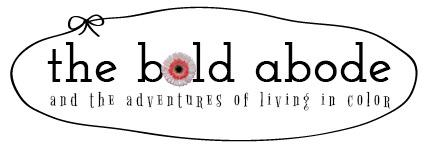 the bold abode
and the adventures of living in color